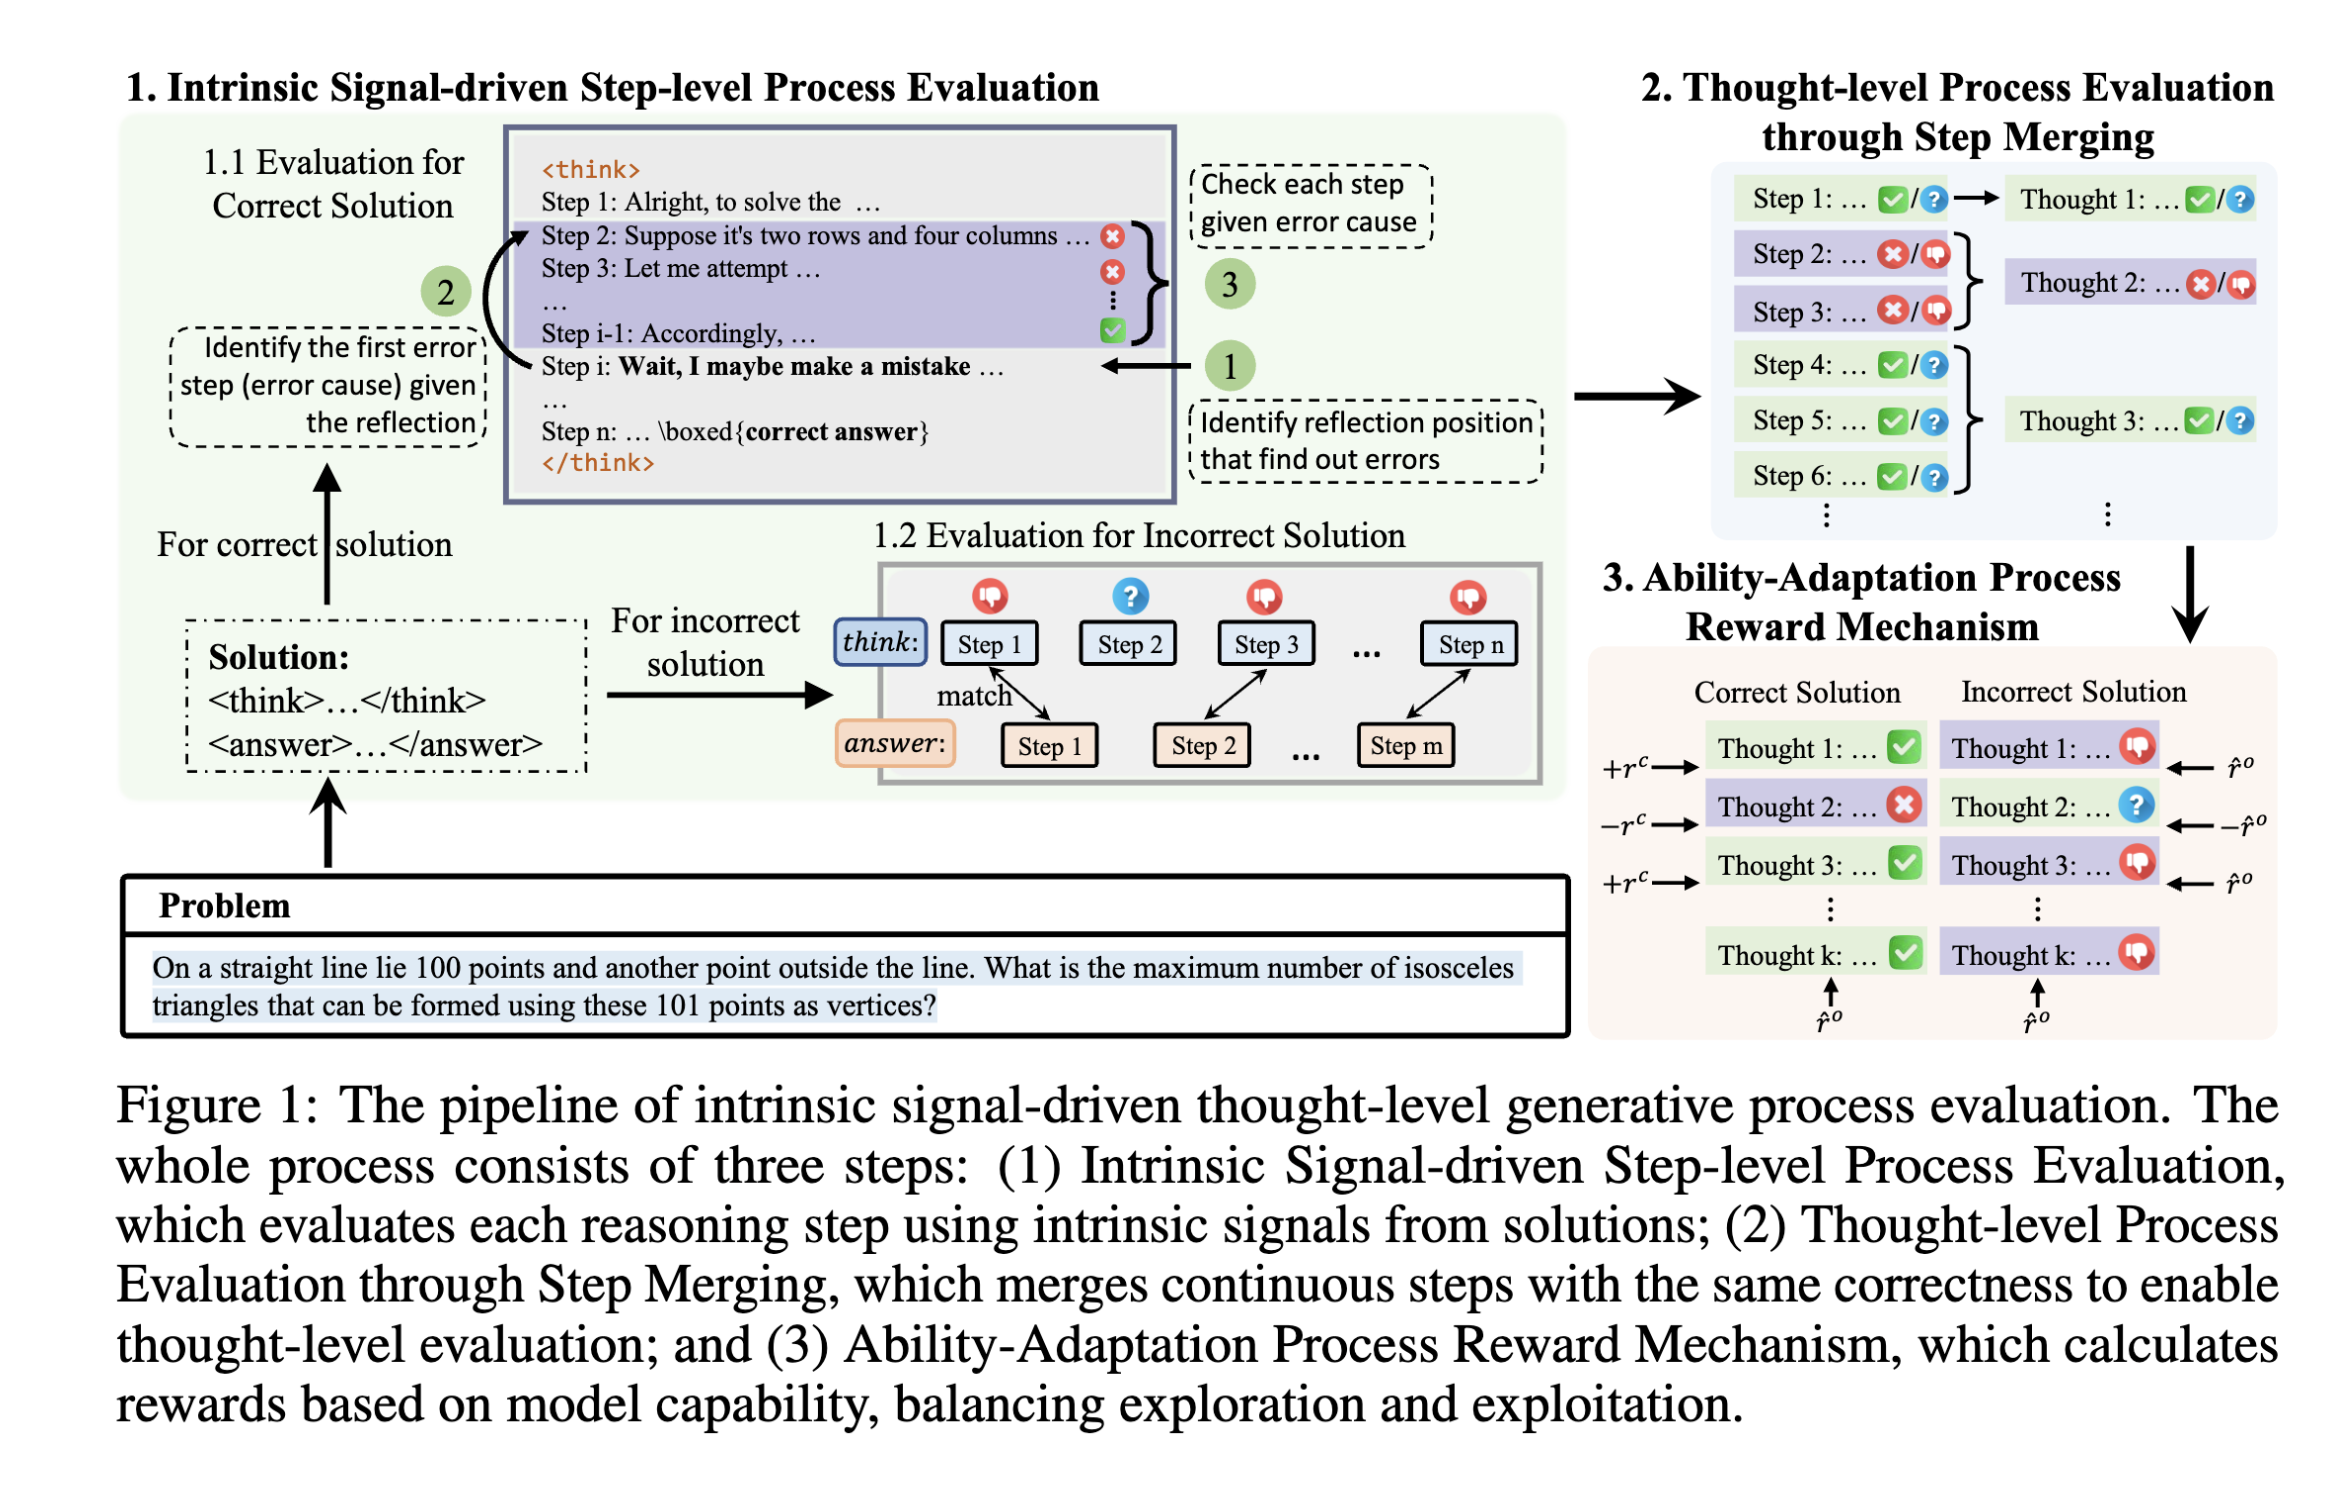 1. Intrinsic Signal-driven Step-level Process Evaluation
1.1 Evaluation for
Correct Solution
<think>
Step 1: Alright, to solve the …
Step 2: Suppose it's two rows and four columns …
Step 3: Let me attempt …
…
Step i-1: Accordingly, …
Step i: Wait, I maybe make a mistake …
…
Step n: … \boxed{correct answer}
</think>
Check each step
given error cause
3
1
Identify reflection position
that find out errors
2
Identify the first error
step (error cause) given
the reflection
For correct solution
Solution:
<think>…</think>
<answer>…</answer>
For incorrect
solution
1.2 Evaluation for Incorrect Solution
think:
Step 1
Step 2
Step 3
...
Step n
match
answer:
Step 1
Step 2
...
Step m
Problem
On a straight line lie 100 points and another point outside the line. What is the maximum number of isosceles
triangles that can be formed using these 101 points as vertices?
2. Thought-level Process Evaluation
through Step Merging
Step 1: … /
Step 2: … /
Step 3: … /
Step 4: … /
Step 5: … /
Step 6: … /
Thought 1: … /
Thought 2: … /
Thought 3: … /
3. Ability-Adaptation Process
Reward Mechanism
Correct Solution
Incorrect Solution
Thought 1: …
Thought 1: …
+r^c
r̂^o
Thought 2: …
Thought 2: …
−r^c
−r̂^o
Thought 3: …
Thought 3: …
+r^c
r̂^o
Thought k: …
Thought k: …
r̂^o
r̂^o
Figure 1: The pipeline of intrinsic signal-driven thought-level generative process evaluation. The
whole process consists of three steps: (1) Intrinsic Signal-driven Step-level Process Evaluation,
which evaluates each reasoning step using intrinsic signals from solutions; (2) Thought-level Process
Evaluation through Step Merging, which merges continuous steps with the same correctness to enable
thought-level evaluation; and (3) Ability-Adaptation Process Reward Mechanism, which calculates
rewards based on model capability, balancing exploration and exploitation.